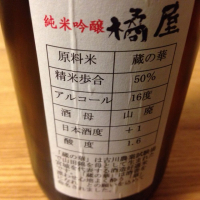 純米吟醸 橘屋
原料米 蔵の華
精米歩合 50%
アルコール 16度
酒母 山廃
日本酒度 +1
酸度 1.6